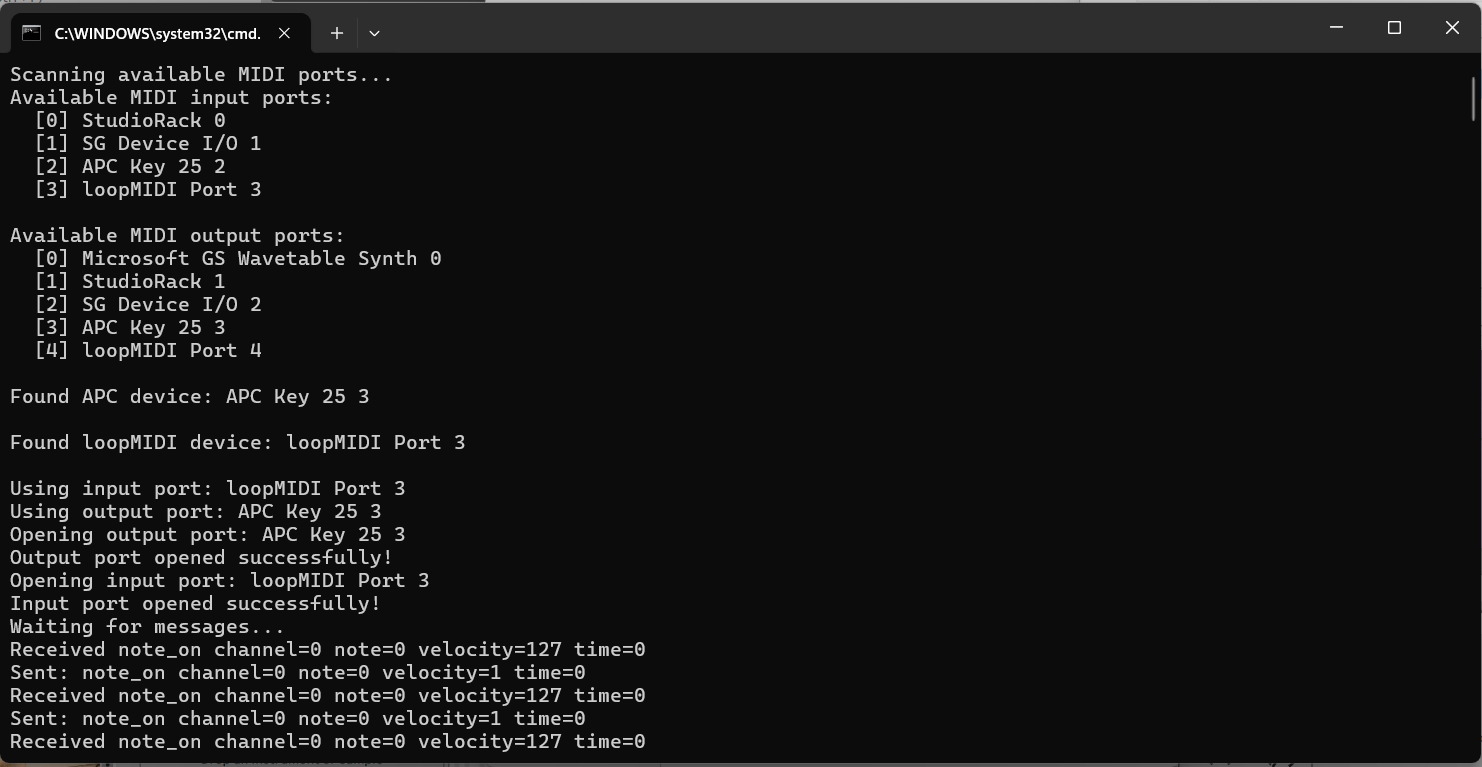 C:\WINDOWS\system32\cmd.
Scanning available MIDI ports...
Available MIDI input ports:
[0] StudioRack 0
[1] SG Device I/O 1
[2] APC Key 25 2
[3] loopMIDI Port 3
Available MIDI output ports:
[0] Microsoft GS Wavetable Synth 0
[1] StudioRack 1
[2] SG Device I/O 2
[3] APC Key 25 3
[4] loopMIDI Port 4
Found APC device: APC Key 25 3
Found loopMIDI device: loopMIDI Port 3
Using input port: loopMIDI Port 3
Using output port: APC Key 25 3
Opening output port: APC Key 25 3
Output port opened successfully!
Opening input port: loopMIDI Port 3
Input port opened successfully!
Waiting for messages...
Received note_on channel=0 note=0 velocity=127 time=0
Sent: note_on channel=0 note=0 velocity=1 time=0
Received note_on channel=0 note=0 velocity=127 time=0
Sent: note_on channel=0 note=0 velocity=1 time=0
Received note_on channel=0 note=0 velocity=127 time=0